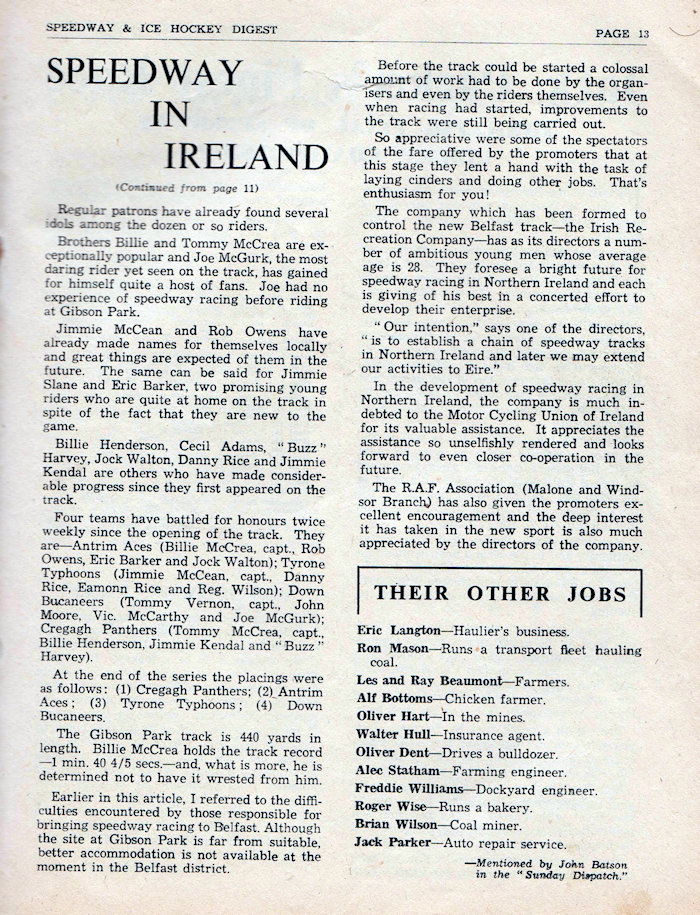 SPEEDWAY & ICE HOCKEY DIGEST
PAGE 13
SPEEDWAY
IN
IRELAND
(Continued from page 11)
Regular patrons have already found several
idols among the dozen or so riders.
Brothers Billie and Tommy McCrea are ex-
ceptionally popular and Joe McGurk, the most
daring rider yet seen on the track, has gained
for himself quite a host of fans. Joe had no
experience of speedway racing before riding
at Gibson Park.
Jimmie McCean and Rob Owens have
already made names for themselves locally
and great things are expected of them in the
future. The same can be said for Jimmie
Slane and Eric Barker, two promising young
riders who are quite at home on the track in
spite of the fact that they are new to the
game.
Billie Henderson, Cecil Adams, "Buzz"
Harvey, Jock Walton, Danny Rice and Jimmie
Kendal are others who have made consider-
able progress since they first appeared on the
track.
Four teams have battled for honours twice
weekly since the opening of the track. They
are—Antrim Aces (Billie McCrea, capt., Rob
Owens, Eric Barker and Jock Walton); Tyrone
Typhoons (Jimmie McCean, capt., Danny
Rice, Eamonn Rice and Reg. Wilson); Down
Bucaneers (Tommy Vernon, capt., John
Moore, Vic. McCarthy and Joe McGurk);
Cregagh Panthers (Tommy McCrea, capt.,
Billie Henderson, Jimmie Kendal and "Buzz"
Harvey).
At the end of the series the placings were
as follows: (1) Cregagh Panthers; (2) Antrim
Aces; (3) Tyrone Typhoons; (4) Down
Bucaneers.
The Gibson Park track is 440 yards in
length. Billie McCrea holds the track record
—1 min. 40 4/5 secs.—and, what is more, he is
determined not to have it wrested from him.
Earlier in this article, I referred to the diffi-
culties encountered by those responsible for
bringing speedway racing to Belfast. Although
the site at Gibson Park is far from suitable,
better accommodation is not available at the
moment in the Belfast district.
Before the track could be started a colossal
amount of work had to be done by the organ-
isers and even by the riders themselves. Even
when racing had started, improvements to
the track were still being carried out.
So appreciative were some of the spectators
of the fare offered by the promoters that at
this stage they lent a hand with the task of
laying cinders and doing other jobs. That's
enthusiasm for you!
The company which has been formed to
control the new Belfast track—the Irish Re-
creation Company—has as its directors a num-
ber of ambitious young men whose average
age is 28. They foresee a bright future for
speedway racing in Northern Ireland and each
is giving of his best in a concerted effort to
develop their enterprise.
"Our intention," says one of the directors,
"is to establish a chain of speedway tracks
in Northern Ireland and later we may extend
our activities to Eire."
In the development of speedway racing in
Northern Ireland, the company is much in-
debted to the Motor Cycling Union of Ireland
for its valuable assistance. It appreciates the
assistance so unselfishly rendered and looks
forward to even closer co-operation in the
future.
The R.A.F. Association (Malone and Wind-
sor Branch) has also given the promoters ex-
cellent encouragement and the deep interest
it has taken in the new sport is also much
appreciated by the directors of the company.
THEIR OTHER JOBS
Eric Langton—Haulier's business.
Ron Mason—Runs a transport fleet hauling
coal.
Les and Ray Beaumont—Farmers.
Alf Bottoms—Chicken farmer.
Oliver Hart—In the mines.
Walter Hull—Insurance agent.
Oliver Dent—Drives a bulldozer.
Alec Statham—Farming engineer.
Freddie Williams—Dockyard engineer.
Roger Wise—Runs a bakery.
Brian Wilson—Coal miner.
Jack Parker—Auto repair service.
—Mentioned by John Batson
in the "Sunday Dispatch."